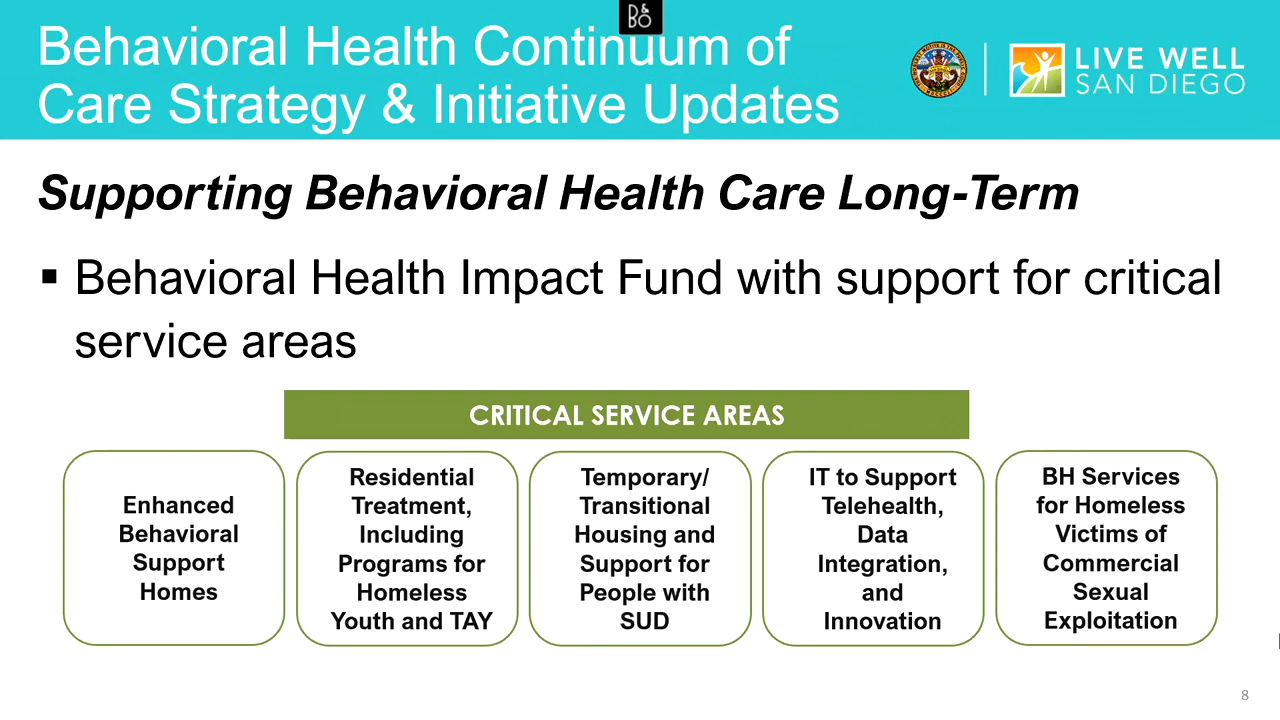 B&O
Behavioral Health Continuum of
Care Strategy & Initiative Updates
LIVE WELL
SAN DIEGO
Supporting Behavioral Health Care Long-Term
▪ Behavioral Health Impact Fund with support for critical
service areas
CRITICAL SERVICE AREAS
Enhanced
Behavioral
Support
Homes
Residential
Treatment,
Including
Programs for
Homeless
Youth and TAY
Temporary/
Transitional
Housing and
Support for
People with
SUD
IT to Support
Telehealth,
Data
Integration,
and
Innovation
BH Services
for Homeless
Victims of
Commercial
Sexual
Exploitation
8